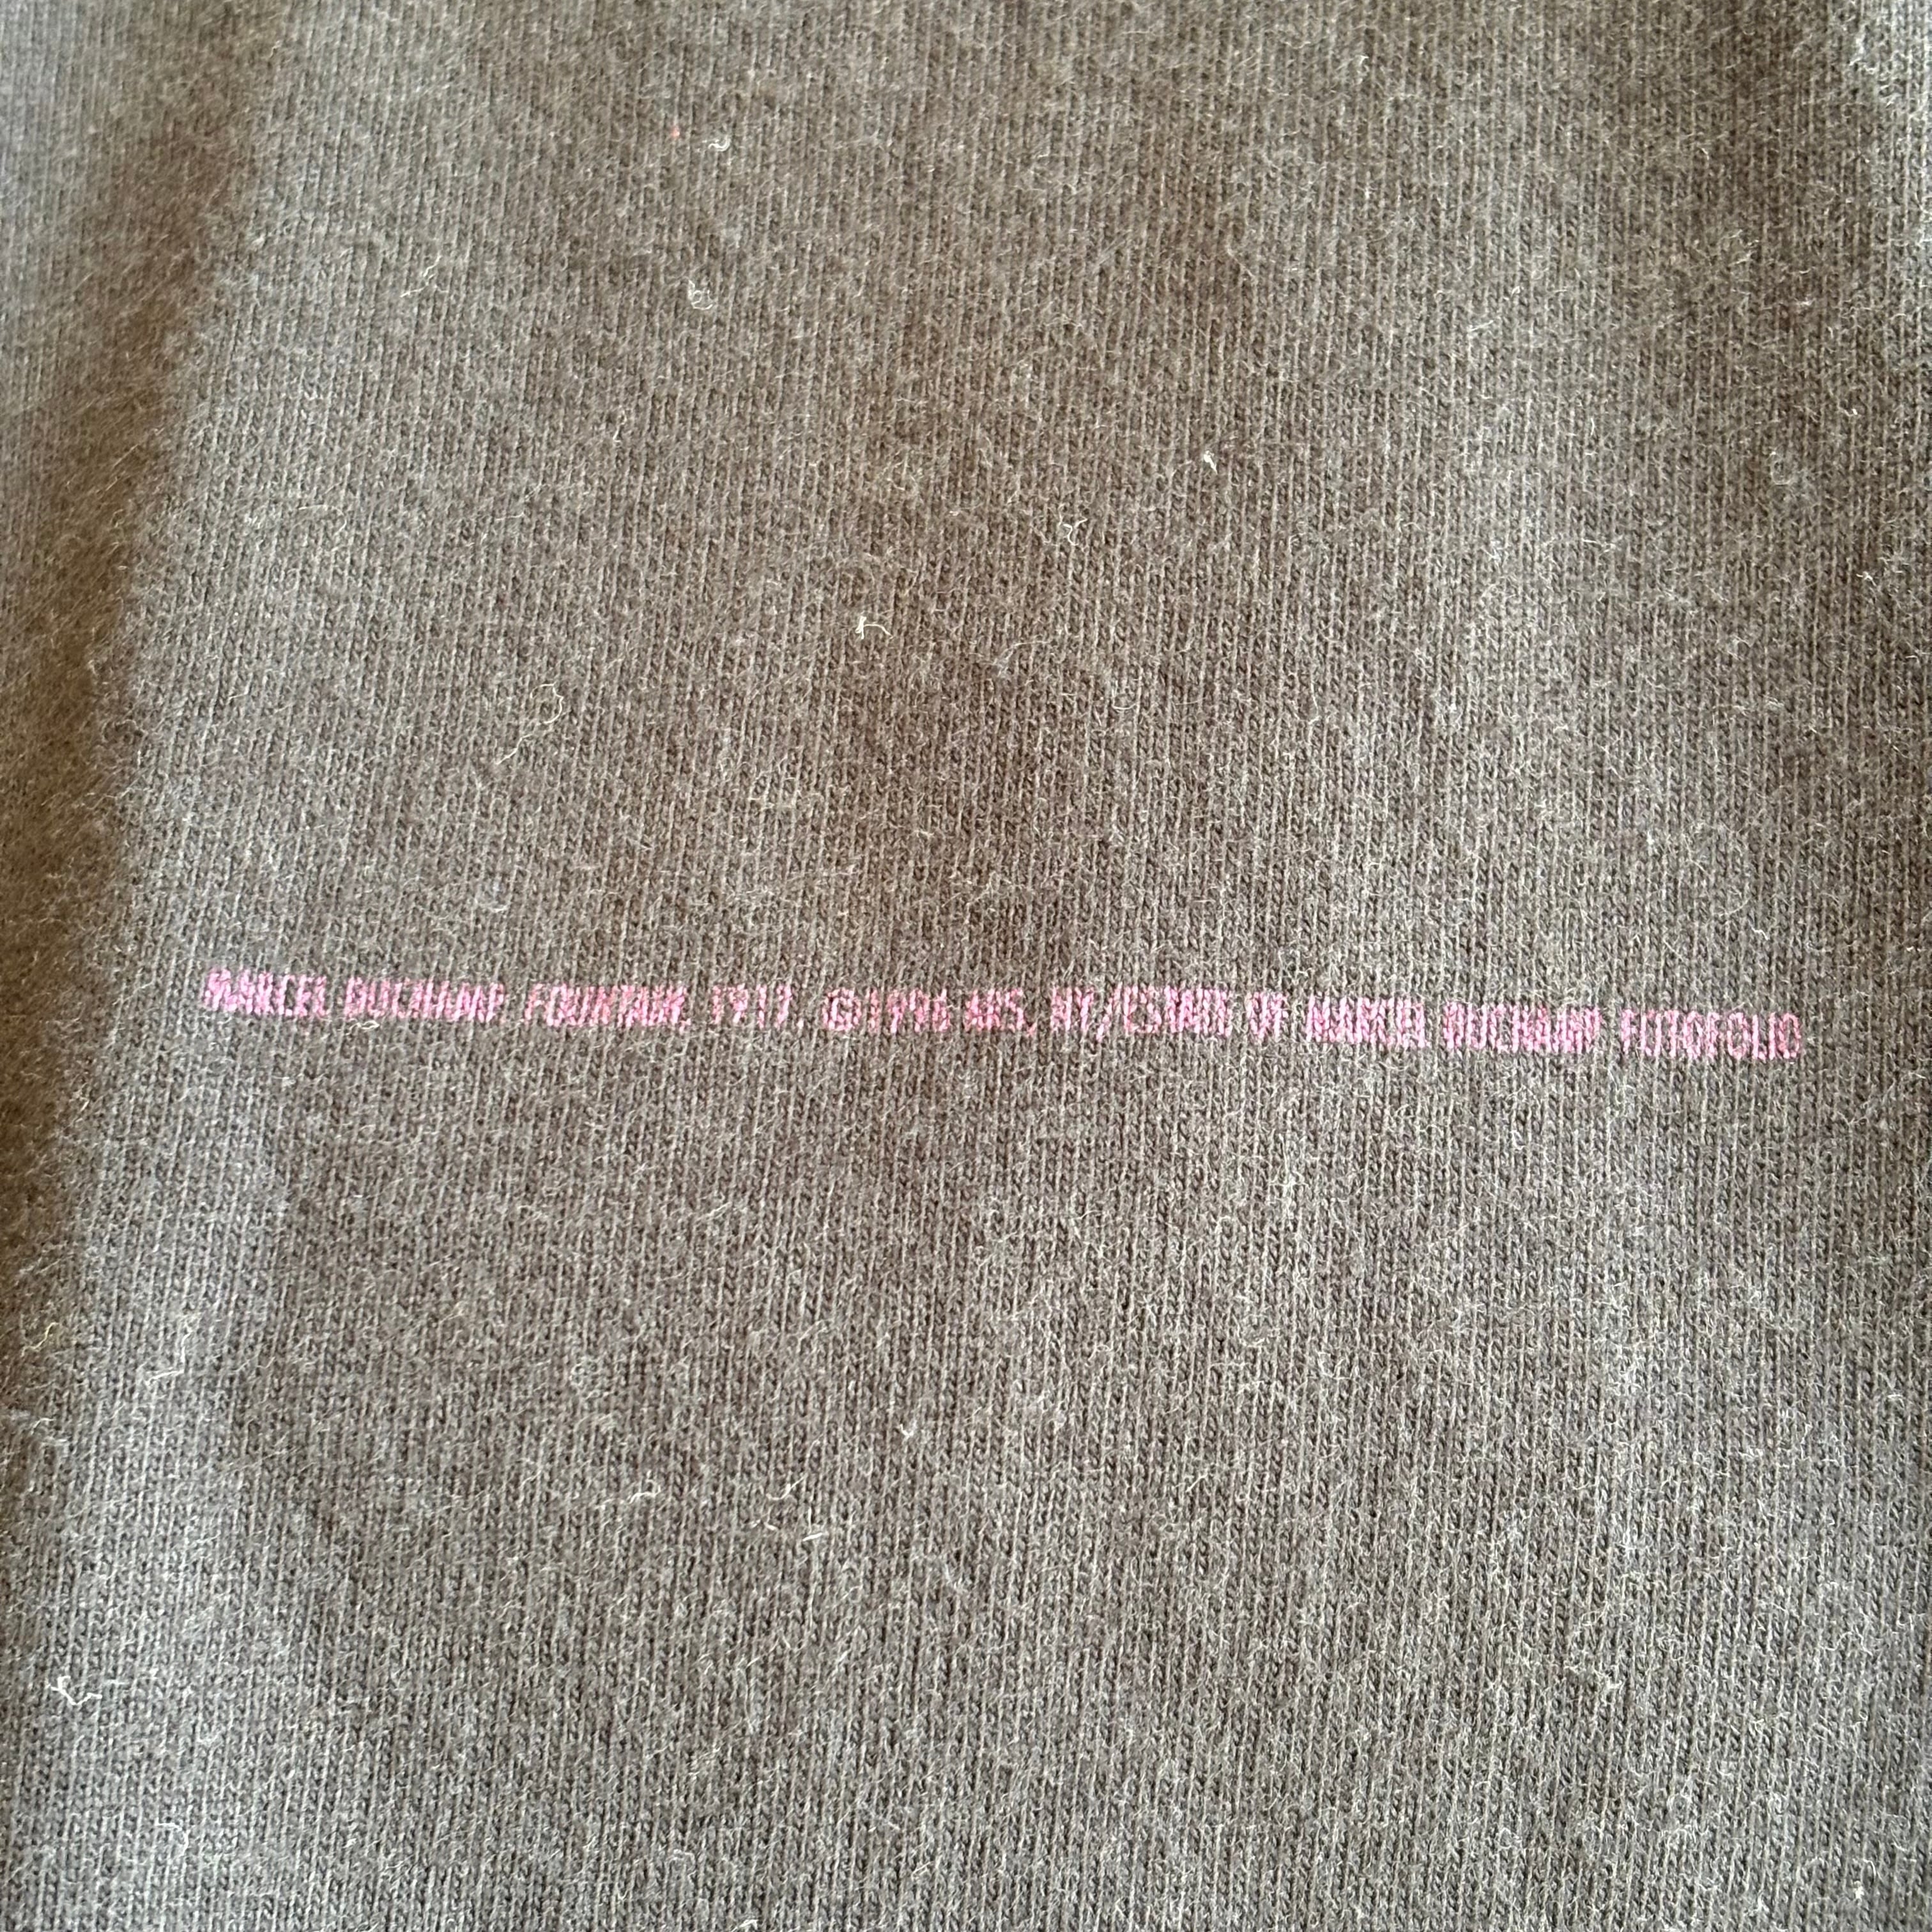 MARCEL DUCHAMP FOUNTAIN, 1917. ©1996 ARS, NY/ESTATE OF MARCEL DUCHAMP FOTOFOLIO